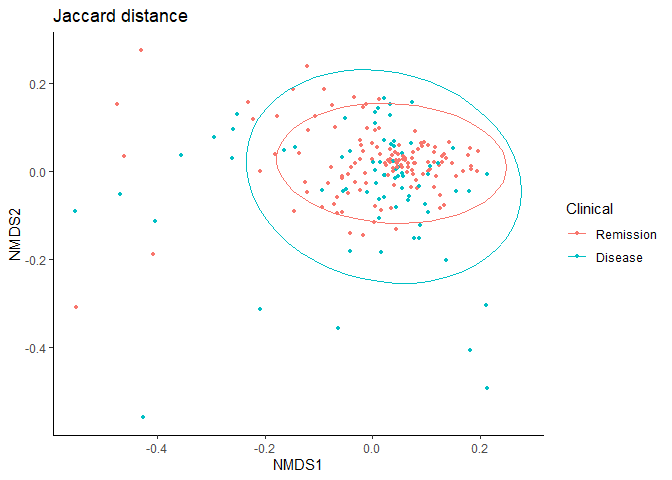 Jaccard distance
NMDS2
0.2
0.0
-0.2
-0.4
-0.4
-0.2
0.0
0.2
NMDS1
Clinical
Remission
Disease